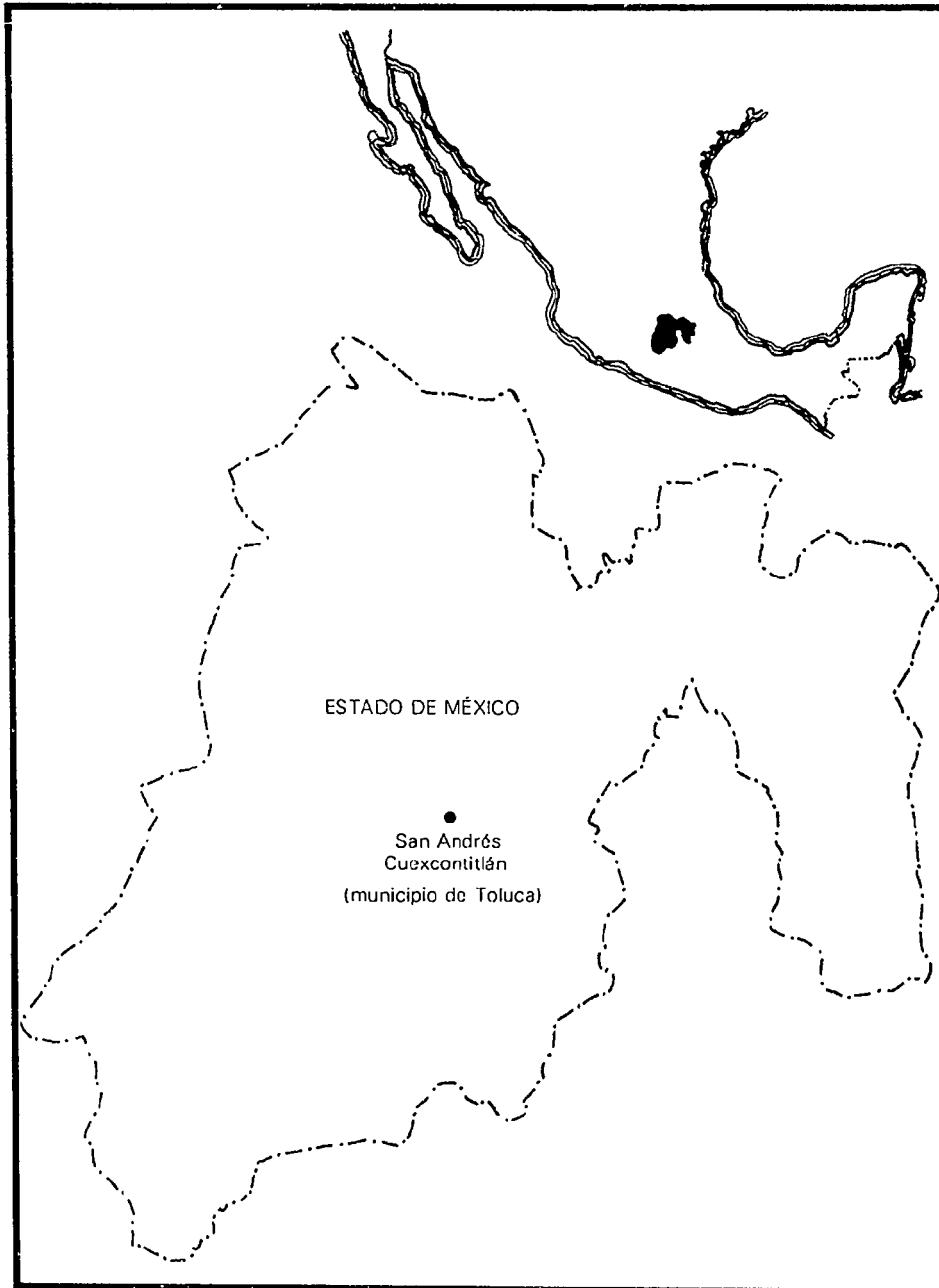 ESTADO DE MÉXICO
San Andrés
Cuexcontitlán
(municipio de Toluca)